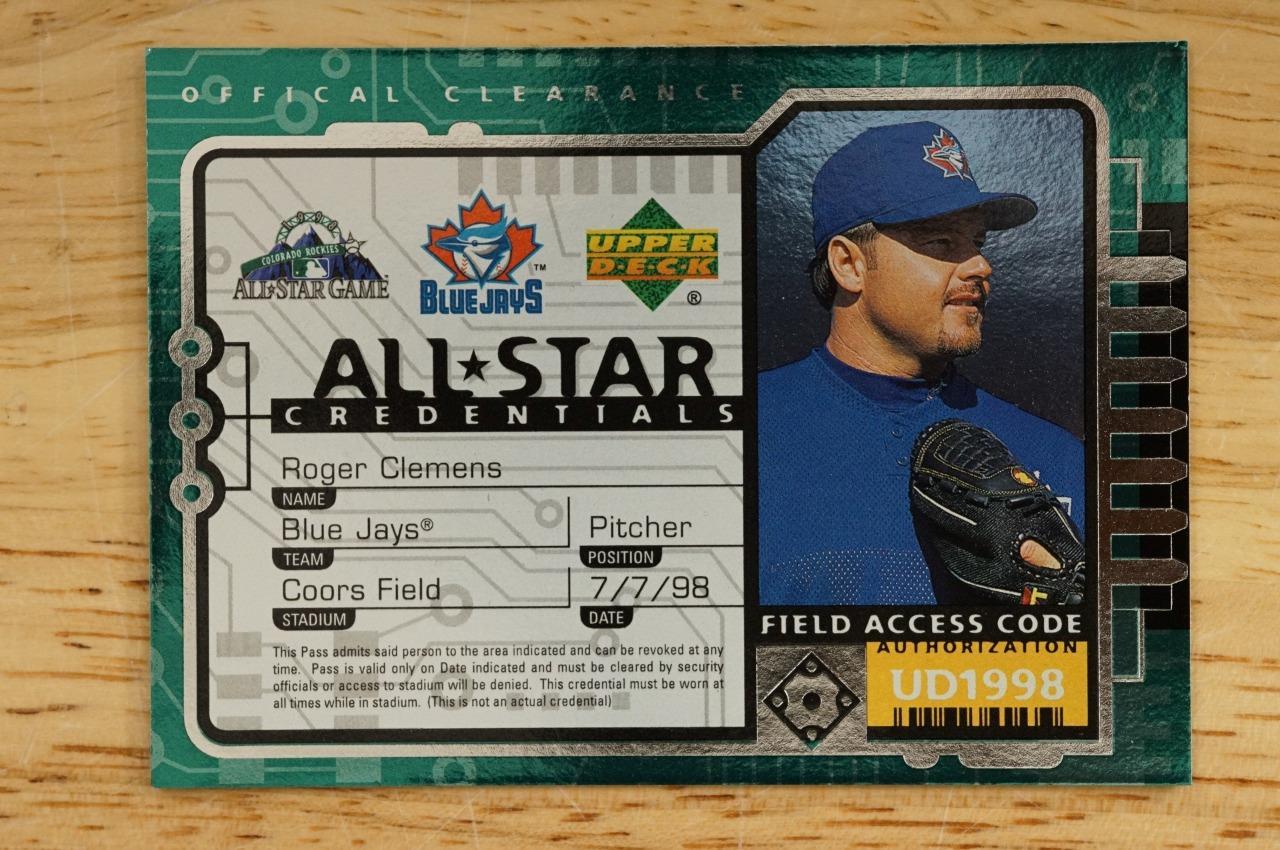 OFFICAL CLEARANCE
COLORADO ROCKIES
ALL★STAR GAME
BLUE JAYS™
UPPER
D·E·C·K
®
ALL★STAR
CREDENTIALS
Roger Clemens
NAME
Blue Jays®
TEAM
Pitcher
POSITION
Coors Field
STADIUM
7/7/98
DATE
This Pass admits said person to the area indicated and can be revoked at any
time. Pass is valid only on Date indicated and must be cleared by security
officials or access to stadium will be denied. This credential must be worn at
all times while in stadium. (This is not an actual credential)
FIELD ACCESS CODE
AUTHORIZATION
UD1998